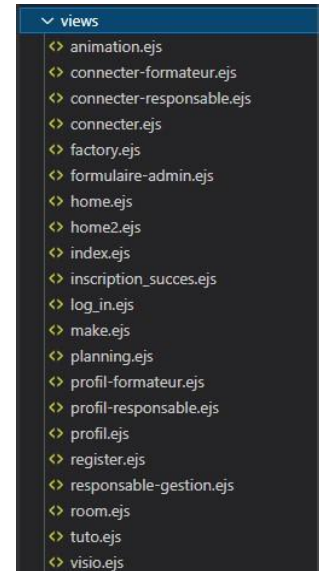 views
animation.ejs
connecter-formateur.ejs
connecter-responsable.ejs
connecter.ejs
factory.ejs
formulaire-admin.ejs
home.ejs
home2.ejs
index.ejs
inscription_succes.ejs
log_in.ejs
make.ejs
planning.ejs
profil-formateur.ejs
profil-responsable.ejs
profil.ejs
register.ejs
responsable-gestion.ejs
room.ejs
tuto.ejs
visio.ejs